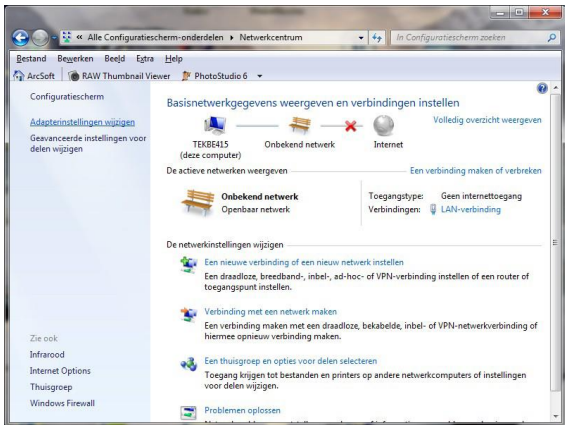 « Alle Configuratiescherm-onderdelen ▸ Netwerkcentrum
In Configuratiescherm zoeken
Bestand Bewerken Beeld Extra Help
ArcSoft RAW Thumbnail Viewer PhotoStudio 6
Configuratiescherm
Adapterinstellingen wijzigen
Geavanceerde instellingen voor
delen wijzigen
Zie ook
Infrarood
Internet Options
Thuisgroep
Windows Firewall
Basisnetwerkgegevens weergeven en verbindingen instellen
Volledig overzicht weergeven
TEKBE415
(deze computer)
Onbekend netwerk
Internet
De actieve netwerken weergeven
Een verbinding maken of verbreken
Onbekend netwerk
Openbaar netwerk
Toegangstype: Geen internettoegang
Verbindingen: LAN-verbinding
De netwerkinstellingen wijzigen
Een nieuwe verbinding of een nieuw netwerk instellen
Een draadloze, breedband-, inbel-, ad-hoc- of VPN-verbinding instellen of een router of
toegangspunt instellen.
Verbinding met een netwerk maken
Een verbinding maken met een draadloze, bekabelde, inbel- of VPN-netwerkverbinding of
hiermee opnieuw verbinding maken.
Een thuisgroep en opties voor delen selecteren
Toegang krijgen tot bestanden en printers op andere netwerkcomputers of instellingen
voor delen wijzigen.
Problemen oplossen